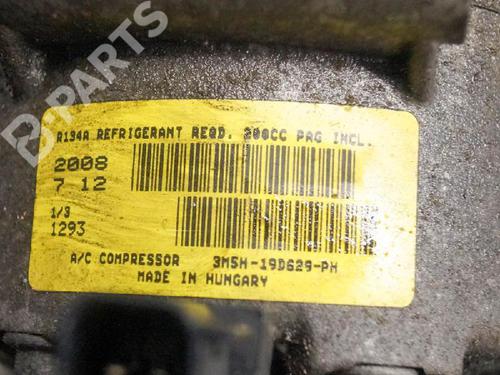 B PARTS
R134A REFRIGERANT REQD. 200CC PAG INCL.
2008
7 12
1/3
1293
A/C COMPRESSOR 3M5H-19D629-PH
MADE IN HUNGARY